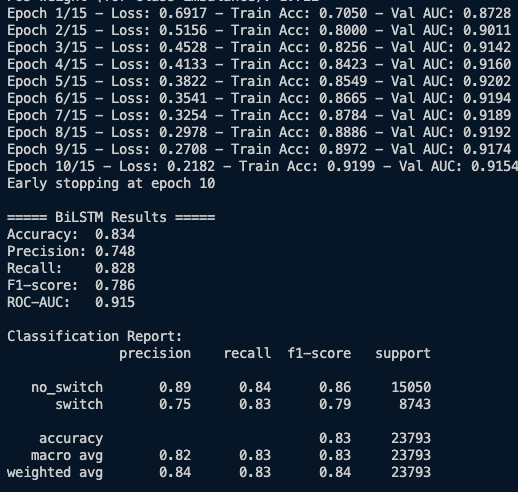 Epoch 1/15 – Loss: 0.6917 – Train Acc: 0.7050 – Val AUC: 0.8728
Epoch 2/15 – Loss: 0.5156 – Train Acc: 0.8000 – Val AUC: 0.9011
Epoch 3/15 – Loss: 0.4528 – Train Acc: 0.8256 – Val AUC: 0.9142
Epoch 4/15 – Loss: 0.4133 – Train Acc: 0.8423 – Val AUC: 0.9160
Epoch 5/15 – Loss: 0.3822 – Train Acc: 0.8549 – Val AUC: 0.9202
Epoch 6/15 – Loss: 0.3541 – Train Acc: 0.8665 – Val AUC: 0.9194
Epoch 7/15 – Loss: 0.3254 – Train Acc: 0.8784 – Val AUC: 0.9189
Epoch 8/15 – Loss: 0.2978 – Train Acc: 0.8886 – Val AUC: 0.9192
Epoch 9/15 – Loss: 0.2708 – Train Acc: 0.8972 – Val AUC: 0.9174
Epoch 10/15 – Loss: 0.2182 – Train Acc: 0.9199 – Val AUC: 0.9154
Early stopping at epoch 10
===== BiLSTM Results =====
Accuracy: 0.834
Precision: 0.748
Recall: 0.828
F1-score: 0.786
ROC-AUC: 0.915
Classification Report:
precision recall f1-score support
no_switch 0.89 0.84 0.86 15050
switch 0.75 0.83 0.79 8743
accuracy 0.83 23793
macro avg 0.82 0.83 0.83 23793
weighted avg 0.84 0.83 0.84 23793